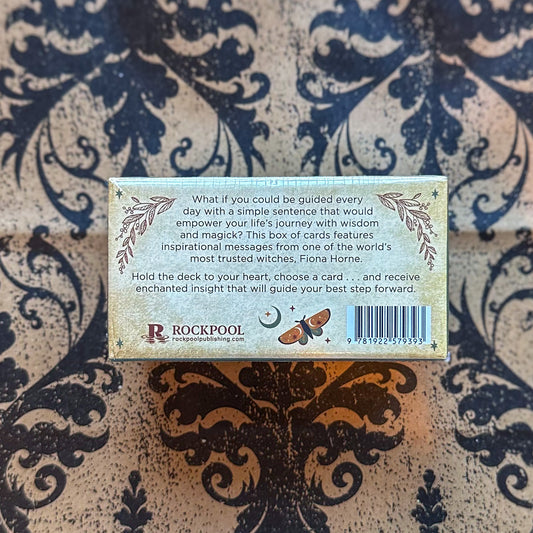 What if you could be guided every
day with a simple sentence that would
empower your life's journey with wisdom
and magick? This box of cards features
inspirational messages from one of the world's
most trusted witches, Fiona Horne.
Hold the deck to your heart, choose a card . . . and receive
enchanted insight that will guide your best step forward.
R ROCKPOOL
rockpoolpublishing.com
9 781922 579393